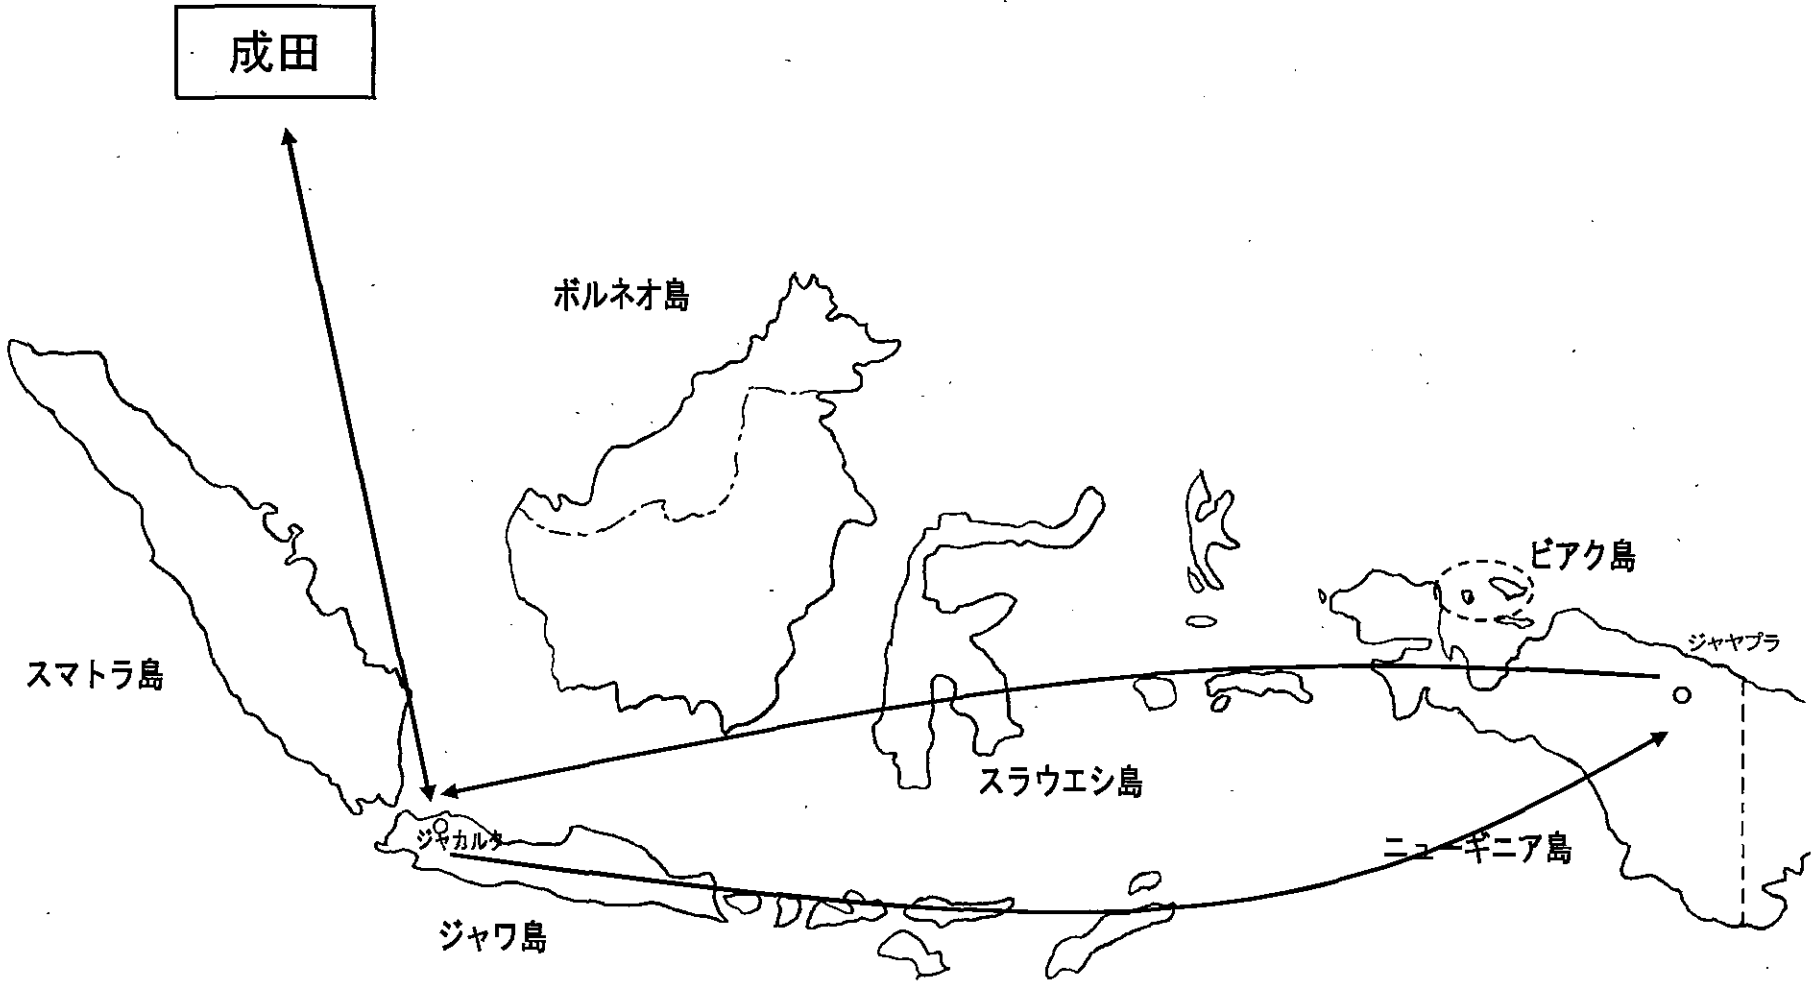 成田
ボルネオ島
ビアク島
ジャヤプラ
スマトラ島
スラウエシ島
ジャカルタ
ニューギニア島
ジャワ島